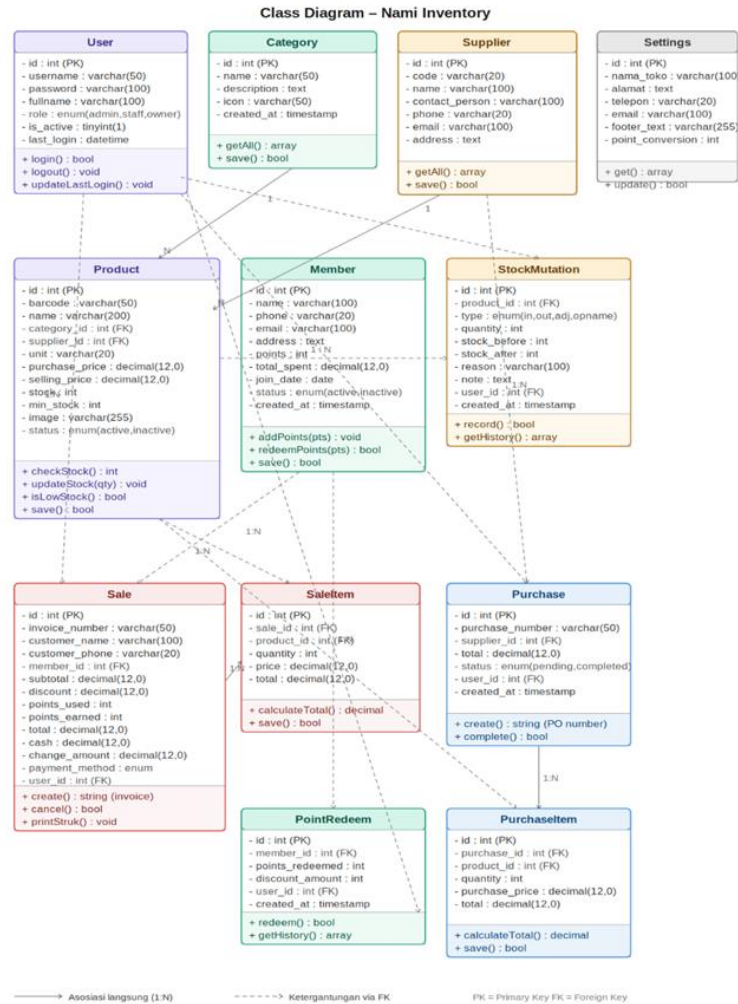 Class Diagram – Nami Inventory
User
- id : int (PK)
- username : varchar(50)
- password : varchar(100)
- fullname : varchar(100)
- role : enum(admin,staff,owner)
- is_active : tinyint(1)
- last_login : datetime
+ login() : bool
+ logout() : void
+ updateLastLogin() : void
Category
- id : int (PK)
- name : varchar(50)
- description : text
- icon : varchar(50)
- created_at : timestamp
+ getAll() : array
+ save() : bool
Supplier
- id : int (PK)
- code : varchar(20)
- name : varchar(100)
- contact_person : varchar(100)
- phone : varchar(20)
- email : varchar(100)
- address : text
+ getAll() : array
+ save() : bool
Settings
- id : int (PK)
- nama_toko : varchar(100)
- alamat : text
- telepon : varchar(20)
- email : varchar(100)
- footer_text : varchar(255)
- point_conversion : int
+ get() : array
+ update() : bool
1
1
N
N
Product
- id : int (PK)
- barcode : varchar(50)
- name : varchar(200)
- category_id : int (FK)
- supplier_id : int (FK)
- unit : varchar(20)
- purchase_price : decimal(12,0)
- selling_price : decimal(12,0)
- stock : int
- min_stock : int
- image : varchar(255)
- status : enum(active,inactive)
+ checkStock() : int
+ updateStock(qty) : void
+ isLowStock() : bool
+ save() : bool
Member
- id : int (PK)
- name : varchar(100)
- phone : varchar(20)
- email : varchar(100)
- address : text
- points : int
- total_spent : decimal(12,0)
- join_date : date
- status : enum(active,inactive)
- created_at : timestamp
+ addPoints(pts) : void
+ redeemPoints(pts) : bool
+ save() : bool
1:N
StockMutation
- id : int (PK)
- product_id : int (FK)
- type : enum(in,out,adj,opname)
- quantity : int
- stock_before : int
- stock_after : int
- reason : varchar(100)
- note : text
- user_id : int (FK)
- created_at : timestamp
+ record() : bool
+ getHistory() : array
1:N
1:N
1:N
Sale
- id : int (PK)
- invoice_number : varchar(50)
- customer_name : varchar(100)
- customer_phone : varchar(20)
- member_id : int (FK)
- subtotal : decimal(12,0)
- discount : decimal(12,0)
- points_used : int
- points_earned : int
- total : decimal(12,0)
- cash : decimal(12,0)
- change_amount : decimal(12,0)
- payment_method : enum
- user_id : int (FK)
+ create() : string (invoice)
+ cancel() : bool
+ printStruk() : void
1:N
SaleItem
- id : int (PK)
- sale_id : int (FK)
- product_id : int (FK)
- quantity : int
- price : decimal(12,0)
- total : decimal(12,0)
+ calculateTotal() : decimal
+ save() : bool
Purchase
- id : int (PK)
- purchase_number : varchar(50)
- supplier_id : int (FK)
- total : decimal(12,0)
- status : enum(pending,completed)
- user_id : int (FK)
- created_at : timestamp
+ create() : string (PO number)
+ complete() : bool
1:N
PointRedeem
- id : int (PK)
- member_id : int (FK)
- points_redeemed : int
- discount_amount : int
- user_id : int (FK)
- created_at : timestamp
+ redeem() : bool
+ getHistory() : array
PurchaseItem
- id : int (PK)
- purchase_id : int (FK)
- product_id : int (FK)
- quantity : int
- purchase_price : decimal(12,0)
- total : decimal(12,0)
+ calculateTotal() : decimal
+ save() : bool
Asosiasi langsung (1:N)
Ketergantungan via FK
PK = Primary Key FK = Foreign Key